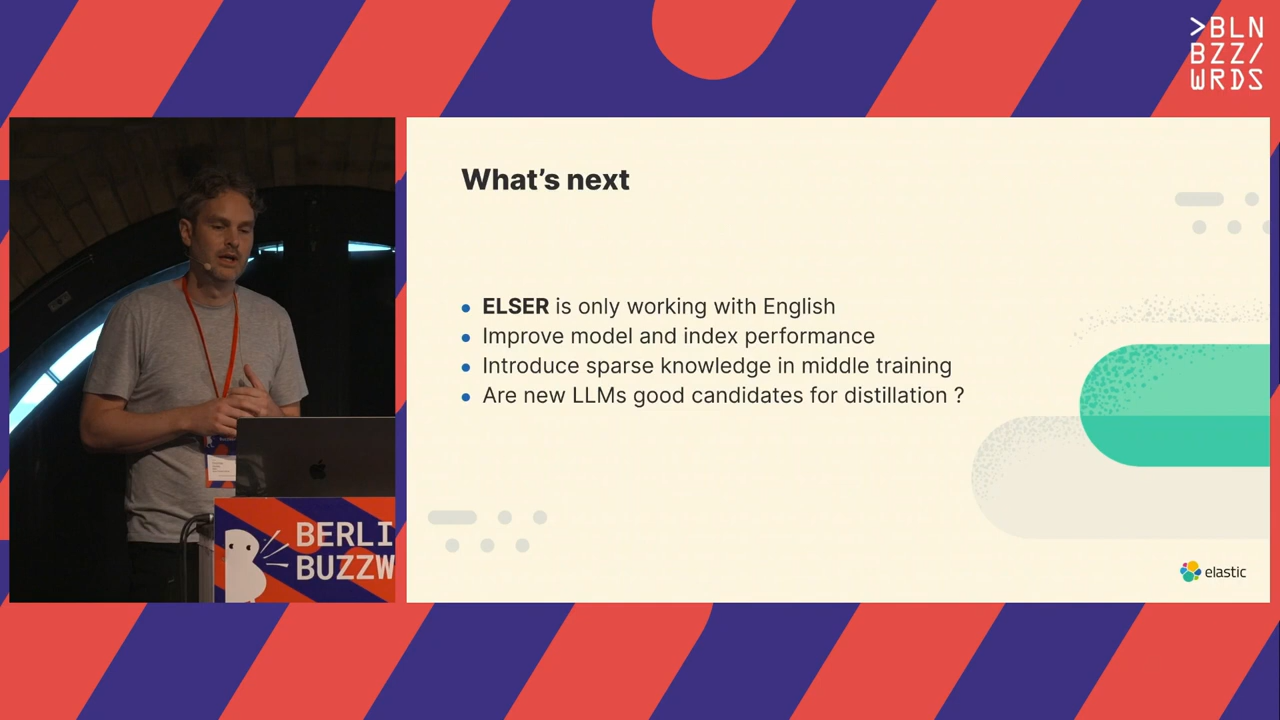 >BLN
BZZ/
WRDS
What's next
ELSER is only working with English
Improve model and index performance
Introduce sparse knowledge in middle training
Are new LLMs good candidates for distillation ?
elastic
BERLI
BUZZW